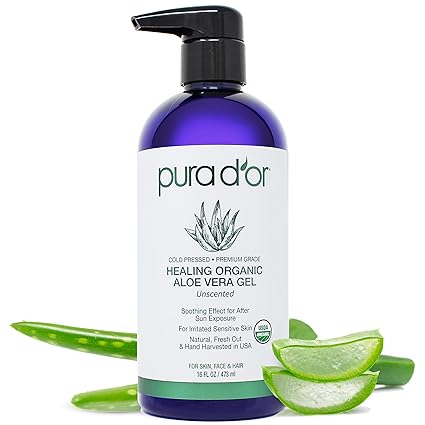 pura d'or®
COLD PRESSED • PREMIUM GRADE
HEALING ORGANIC
ALOE VERA GEL
Unscented
Soothing Effect for After
Sun Exposure
For Irritated Sensitive Skin
Natural, Fresh Cut
& Hand Harvested in USA
USDA
ORGANIC
FOR SKIN, FACE & HAIR
16 FL OZ / 473 ml